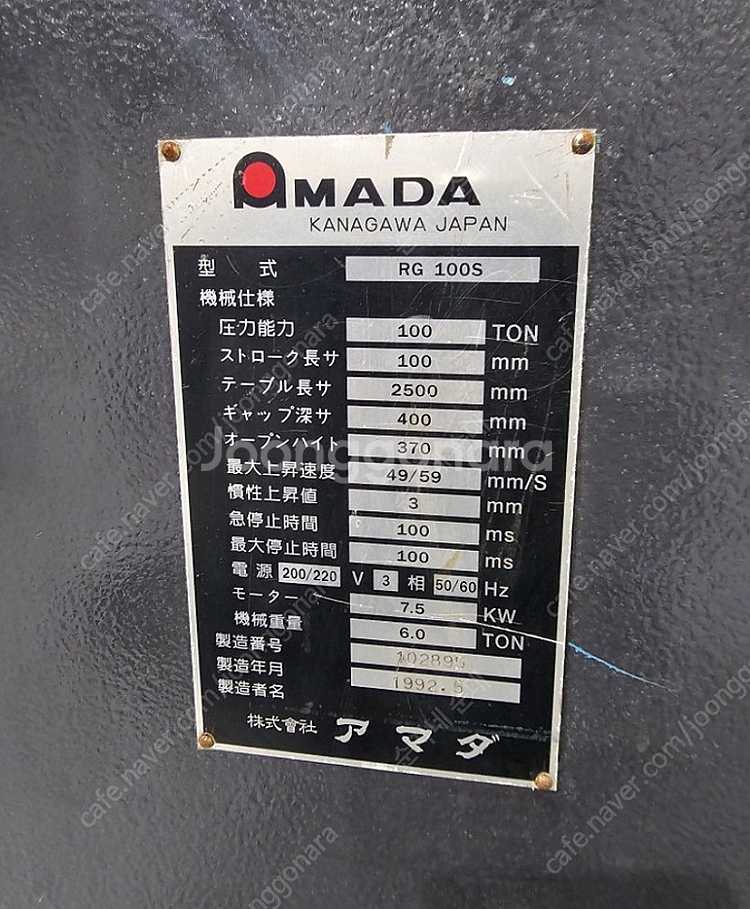 AMADA
KANAGAWA JAPAN
型 式 RG 100S
機械仕様
圧力能力 100 TON
ストローク長サ 100 mm
テーブル長サ 2500 mm
ギャップ深サ 400 mm
オープンハイト 370 mm
最大上昇速度 49/59 mm/S
慣性上昇値 3 mm
急停止時間 100 ms
最大停止時間 100 ms
電源 200/220 V 3 相 50/60 Hz
モーター 7.5 KW
機械重量 6.0 TON
製造番号
製造年月 1992.5
製造者名
株式會社 アマダ
Joonggonara
cafe.naver.com/joonggonara